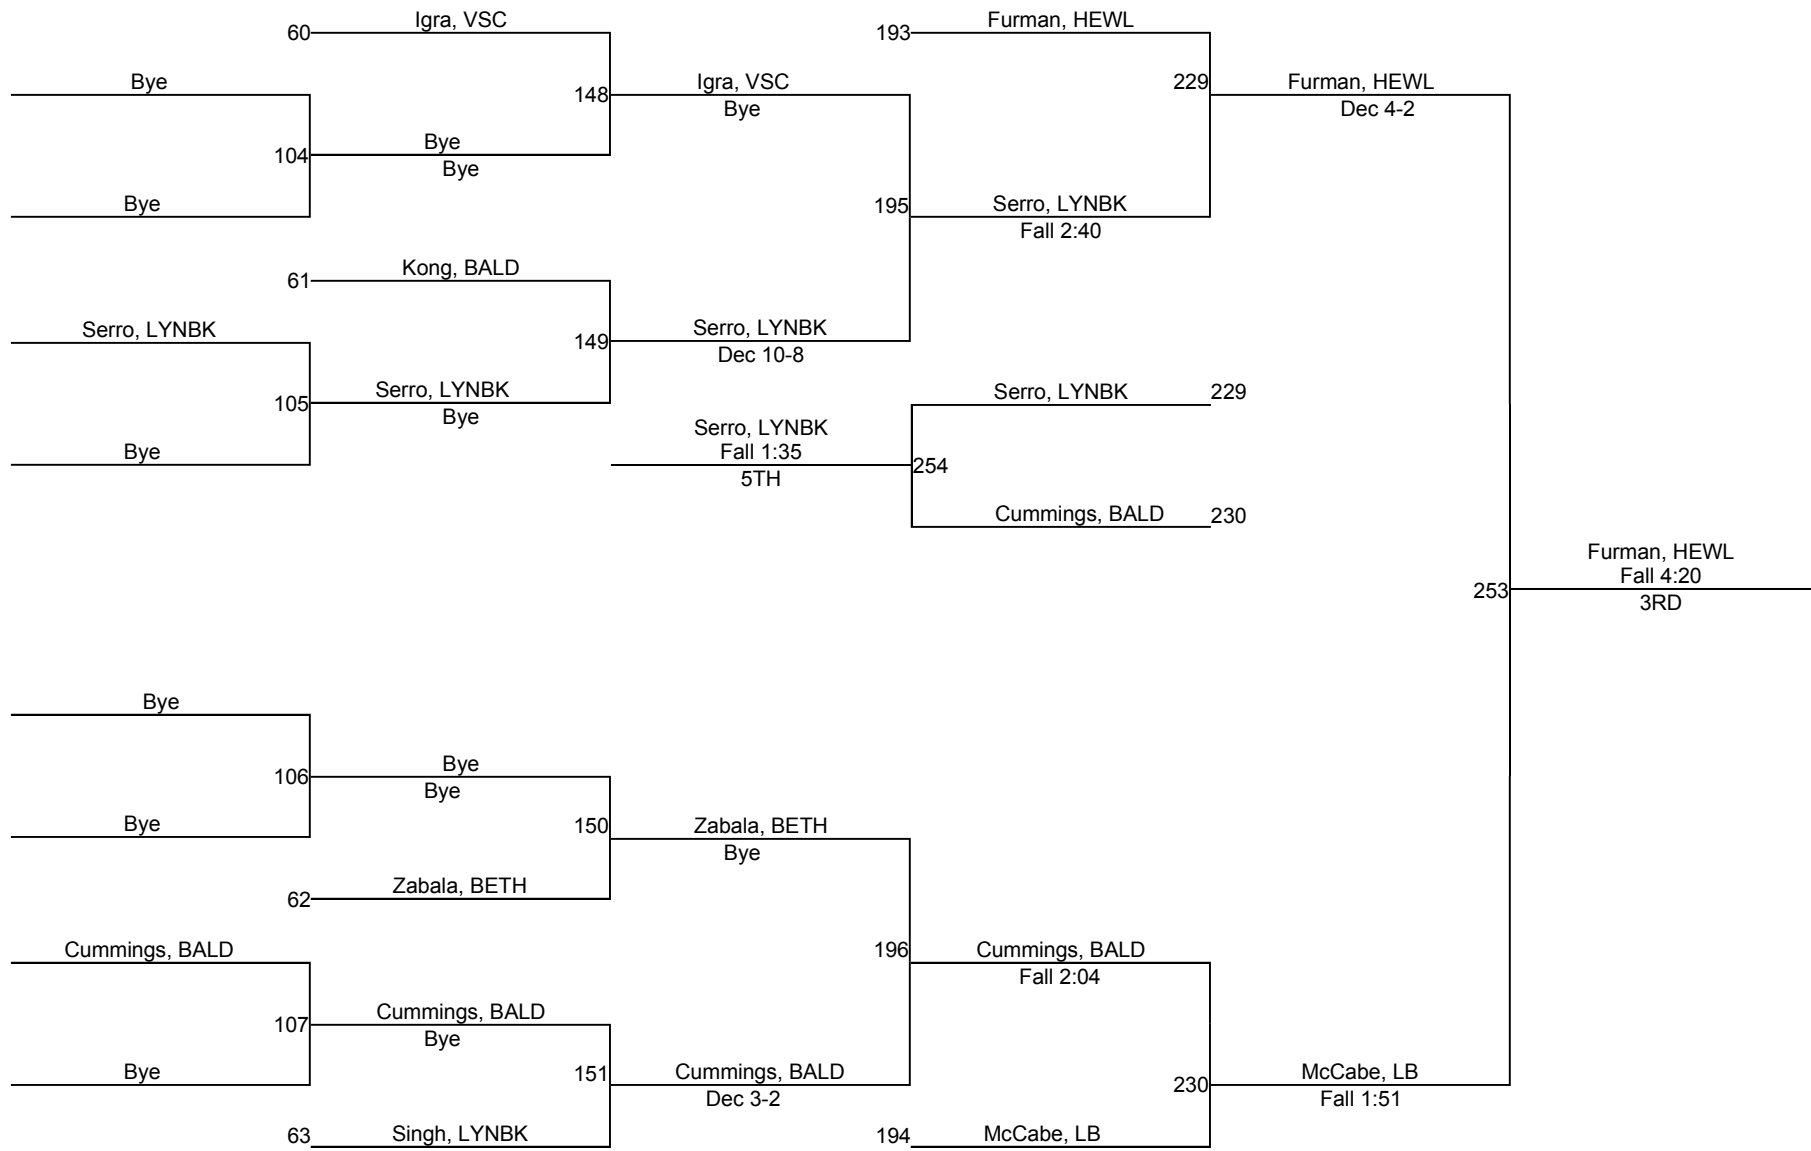 Igra, VSC
60
Furman, HEWL
193
Bye
Igra, VSC
148
Bye
229
Furman, HEWL
Dec 4-2
Bye
104
Bye
Bye
195
Serro, LYNBK
Fall 2:40
Kong, BALD
61
Serro, LYNBK
149
Serro, LYNBK
Dec 10-8
Serro, LYNBK
105
Bye
Serro, LYNBK
229
Serro, LYNBK
Fall 1:35
5TH
254
Bye
Cummings, BALD
230
Furman, HEWL
Fall 4:20
3RD
253
Bye
Bye
106
Bye
Bye
150
Zabala, BETH
Bye
Zabala, BETH
62
Cummings, BALD
196
Cummings, BALD
Fall 2:04
Cummings, BALD
107
Bye
Bye
151
Cummings, BALD
Dec 3-2
230
McCabe, LB
Fall 1:51
63
Singh, LYNBK
194
McCabe, LB